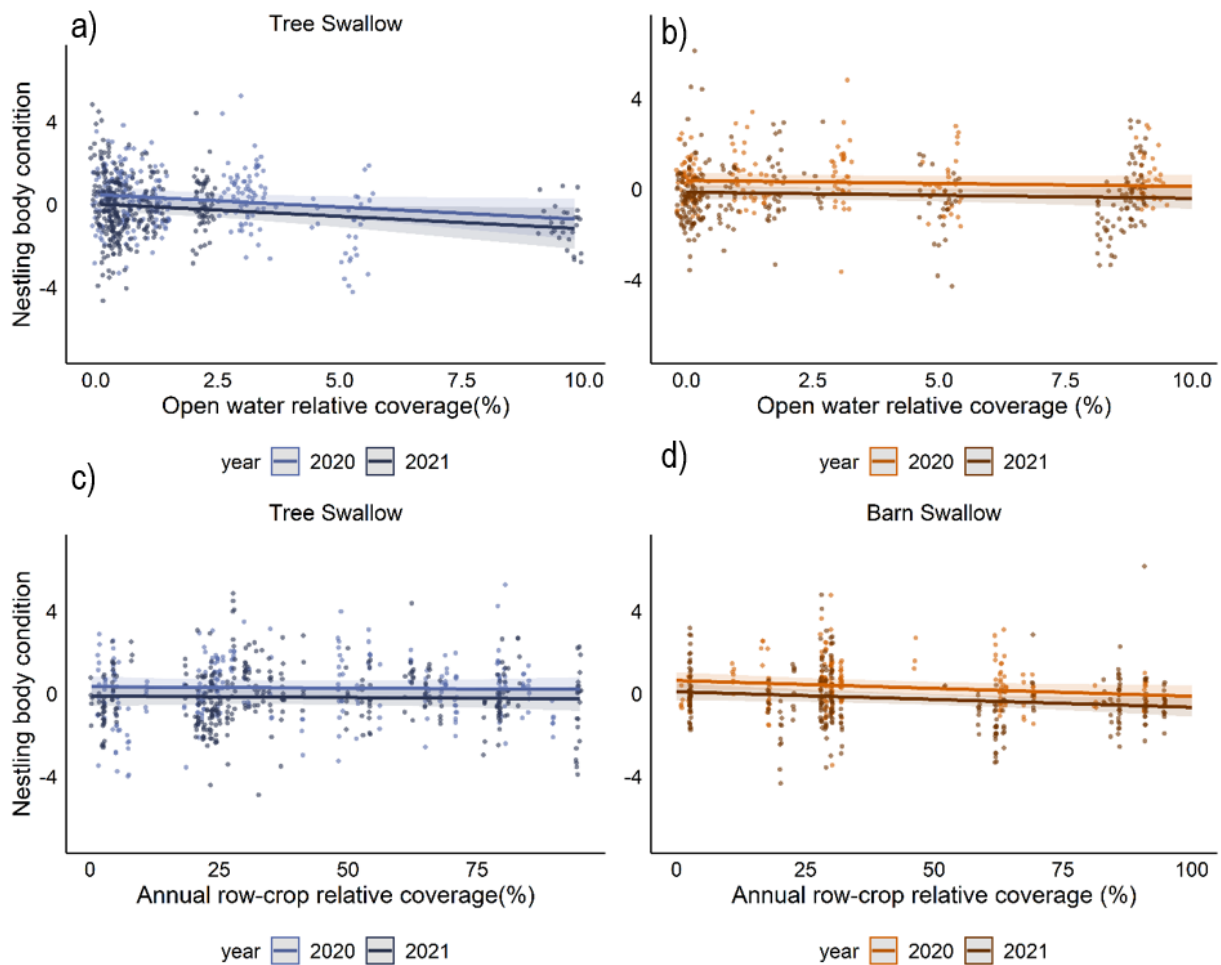 a)
Tree Swallow
b)
Nestling body condition
4
0
-4
4
0
-4
0.0 2.5 5.0 7.5 10.0
0.0 2.5 5.0 7.5 10.0
Open water relative coverage(%)
Open water relative coverage (%)
year 2020 2021
year 2020 2021
c)
Tree Swallow
d)
Barn Swallow
Nestling body condition
4
0
-4
4
0
-4
0 25 50 75
0 25 50 75 100
Annual row-crop relative coverage(%)
Annual row-crop relative coverage (%)
year 2020 2021
year 2020 2021